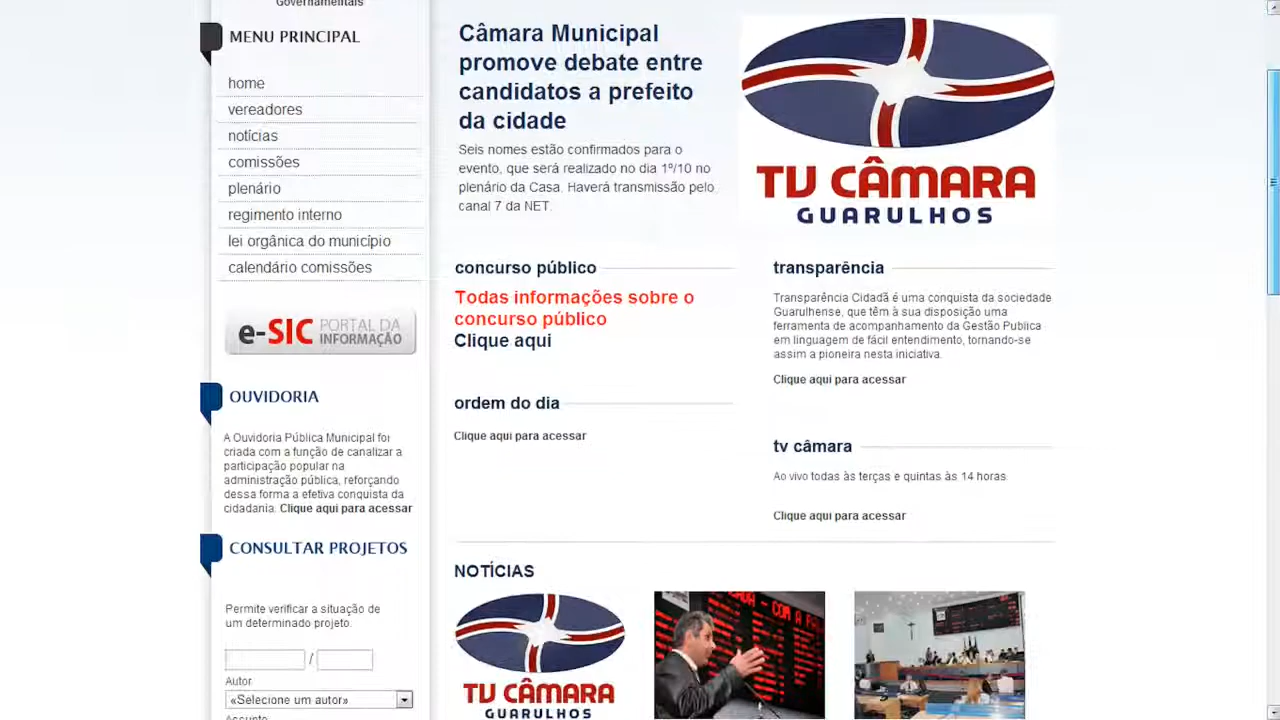 Governamentais
MENU PRINCIPAL
home
vereadores
notícias
comissões
plenário
regimento interno
lei orgânica do município
calendário comissões
e-SIC PORTAL DA
INFORMAÇÃO
OUVIDORIA
A Ouvidoria Pública Municipal foi
criada com a função de canalizar a
participação popular na
administração pública, reforçando
dessa forma a efetiva conquista da
cidadania. Clique aqui para acessar
CONSULTAR PROJETOS
Permite verificar a situação de
um determinado projeto.
/
Autor
«Selecione um autor»
Assunto
Câmara Municipal
promove debate entre
candidatos a prefeito
da cidade
Seis nomes estão confirmados para o
evento, que será realizado no dia 1º/10 no
plenário da Casa. Haverá transmissão pelo
canal 7 da NET.
TV CÂMARA
GUARULHOS
concurso público
Todas informações sobre o
concurso público
Clique aqui
ordem do dia
Clique aqui para acessar
transparência
Transparência Cidadã é uma conquista da sociedade
Guarulhense, que têm à sua disposição uma
ferramenta de acompanhamento da Gestão Publica
em linguagem de fácil entendimento, tornando-se
assim a pioneira nesta iniciativa.
Clique aqui para acessar
tv câmara
Ao vivo todas às terças e quintas às 14 horas.
Clique aqui para acessar
NOTÍCIAS
TV CÂMARA
GUARULHOS